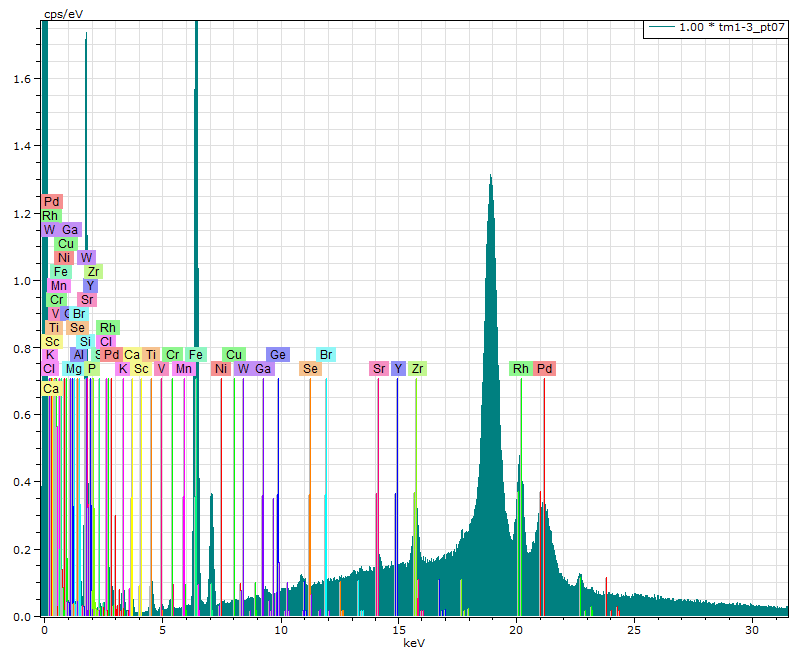 cps/eV
1.00 * tm1-3_pt07
1.6
1.4
1.2
1.0
0.8
0.6
0.4
0.2
0.0
Pd
Rh
W Ga
Cu
Ni W
Fe Zr
Mn Y
Cr Sr
V Br
Ti Se Rh
Sc Si Cl
K Al S Pd Ca Ti Cr Fe Cu Ge Br
Cl Mg P K Sc V Mn Ni W Ga Se Sr Y Zr Rh Pd
Ca
0 5 10 15 20 25 30
keV